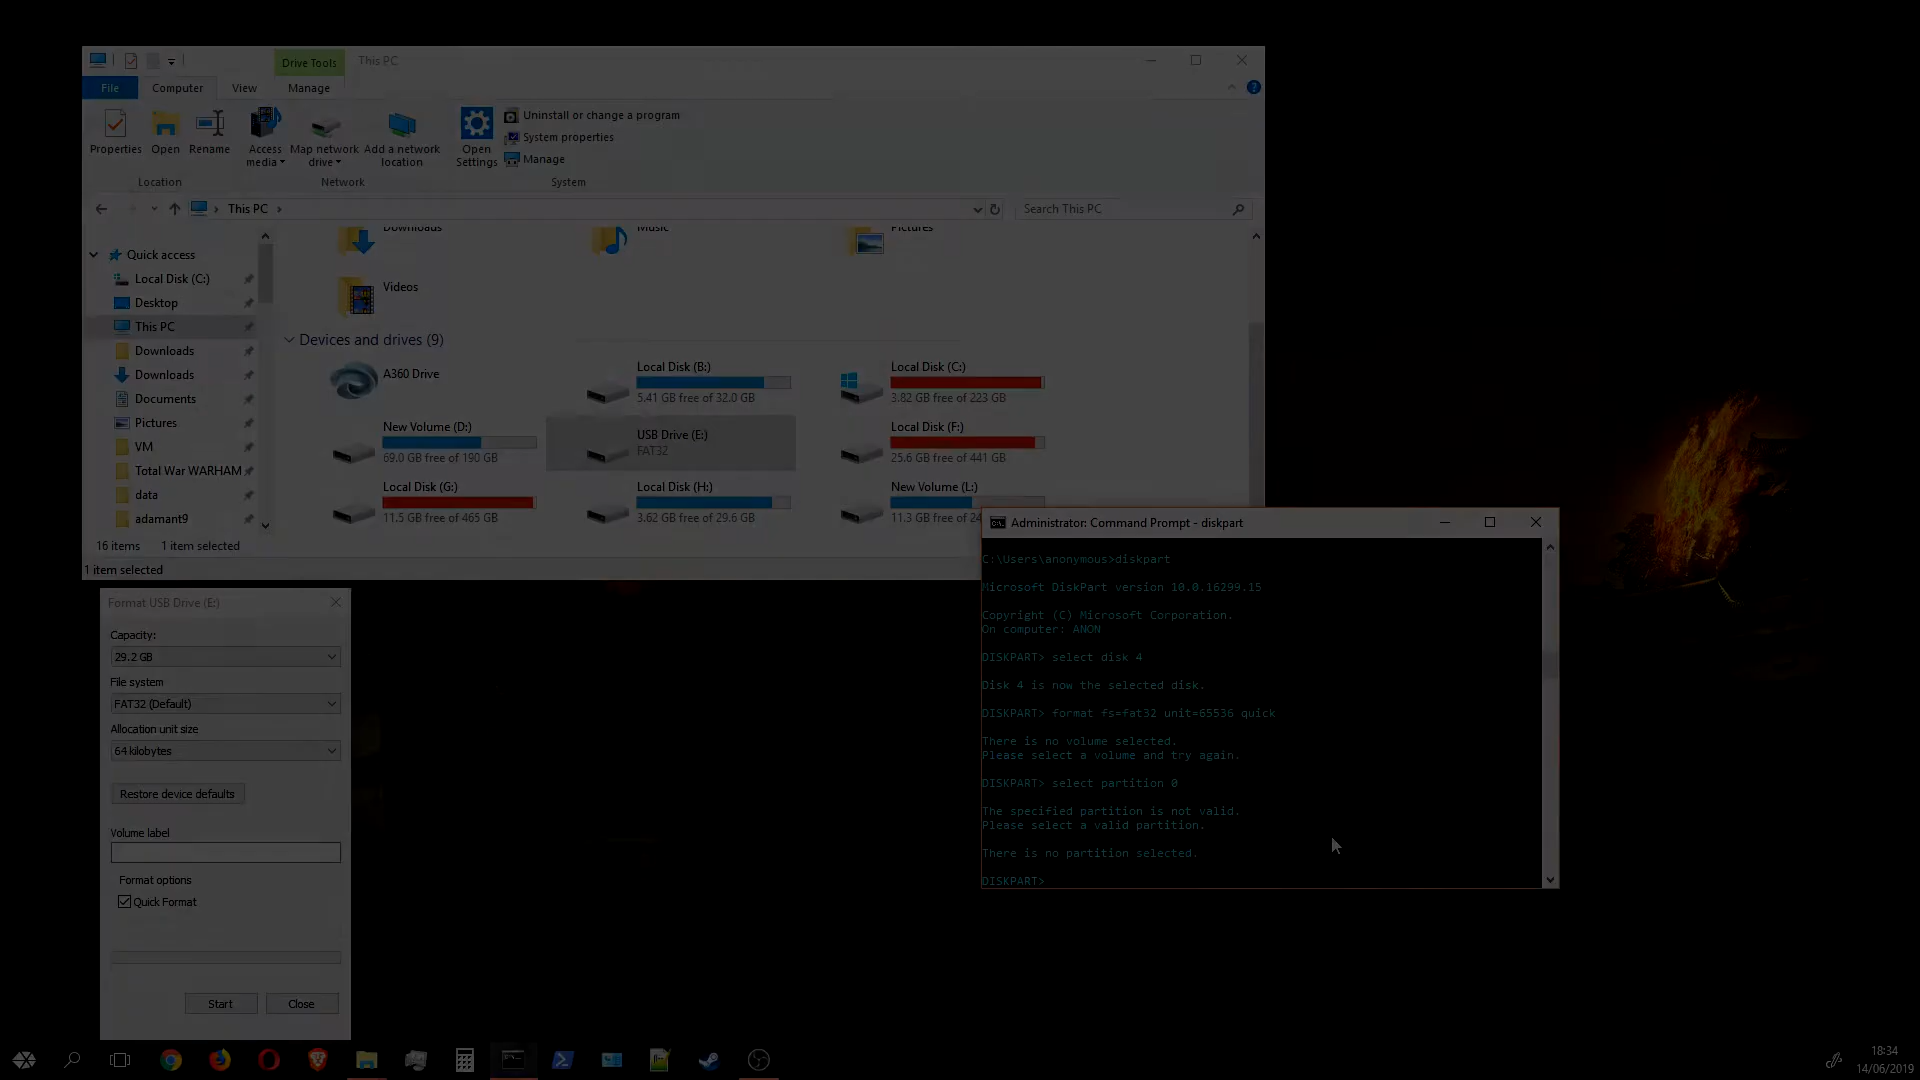 Drive Tools
This PC
File
Computer
View
Manage
Properties
Open
Rename
Access
media
Map network
drive
Add a network
location
Open
Settings
Uninstall or change a program
System properties
Manage
Location
Network
System
This PC
Search This PC
Quick access
Local Disk (C:)
Desktop
This PC
Downloads
Downloads
Documents
Pictures
VM
Total War WARHAM
data
adamant9
Downloads
Music
Pictures
Videos
Devices and drives (9)
A360 Drive
Local Disk (B:)
5.41 GB free of 32.0 GB
Local Disk (C:)
3.82 GB free of 223 GB
New Volume (D:)
69.0 GB free of 190 GB
USB Drive (E:)
FAT32
Local Disk (F:)
25.6 GB free of 441 GB
Local Disk (G:)
11.5 GB free of 465 GB
Local Disk (H:)
3.62 GB free of 29.6 GB
New Volume (L:)
11.3 GB free of 24
16 items
1 item selected
1 item selected
Format USB Drive (E:)
Capacity:
29.2 GB
File system
FAT32 (Default)
Allocation unit size
64 kilobytes
Restore device defaults
Volume label
Format options
Quick Format
Start
Close
Administrator: Command Prompt - diskpart
C:\Users\anonymous>diskpart
Microsoft DiskPart version 10.0.16299.15
Copyright (C) Microsoft Corporation.
On computer: ANON
DISKPART> select disk 4
Disk 4 is now the selected disk.
DISKPART> format fs=fat32 unit=65536 quick
There is no volume selected.
Please select a volume and try again.
DISKPART> select partition 0
The specified partition is not valid.
Please select a valid partition.
There is no partition selected.
DISKPART>
18:34
14/06/2019